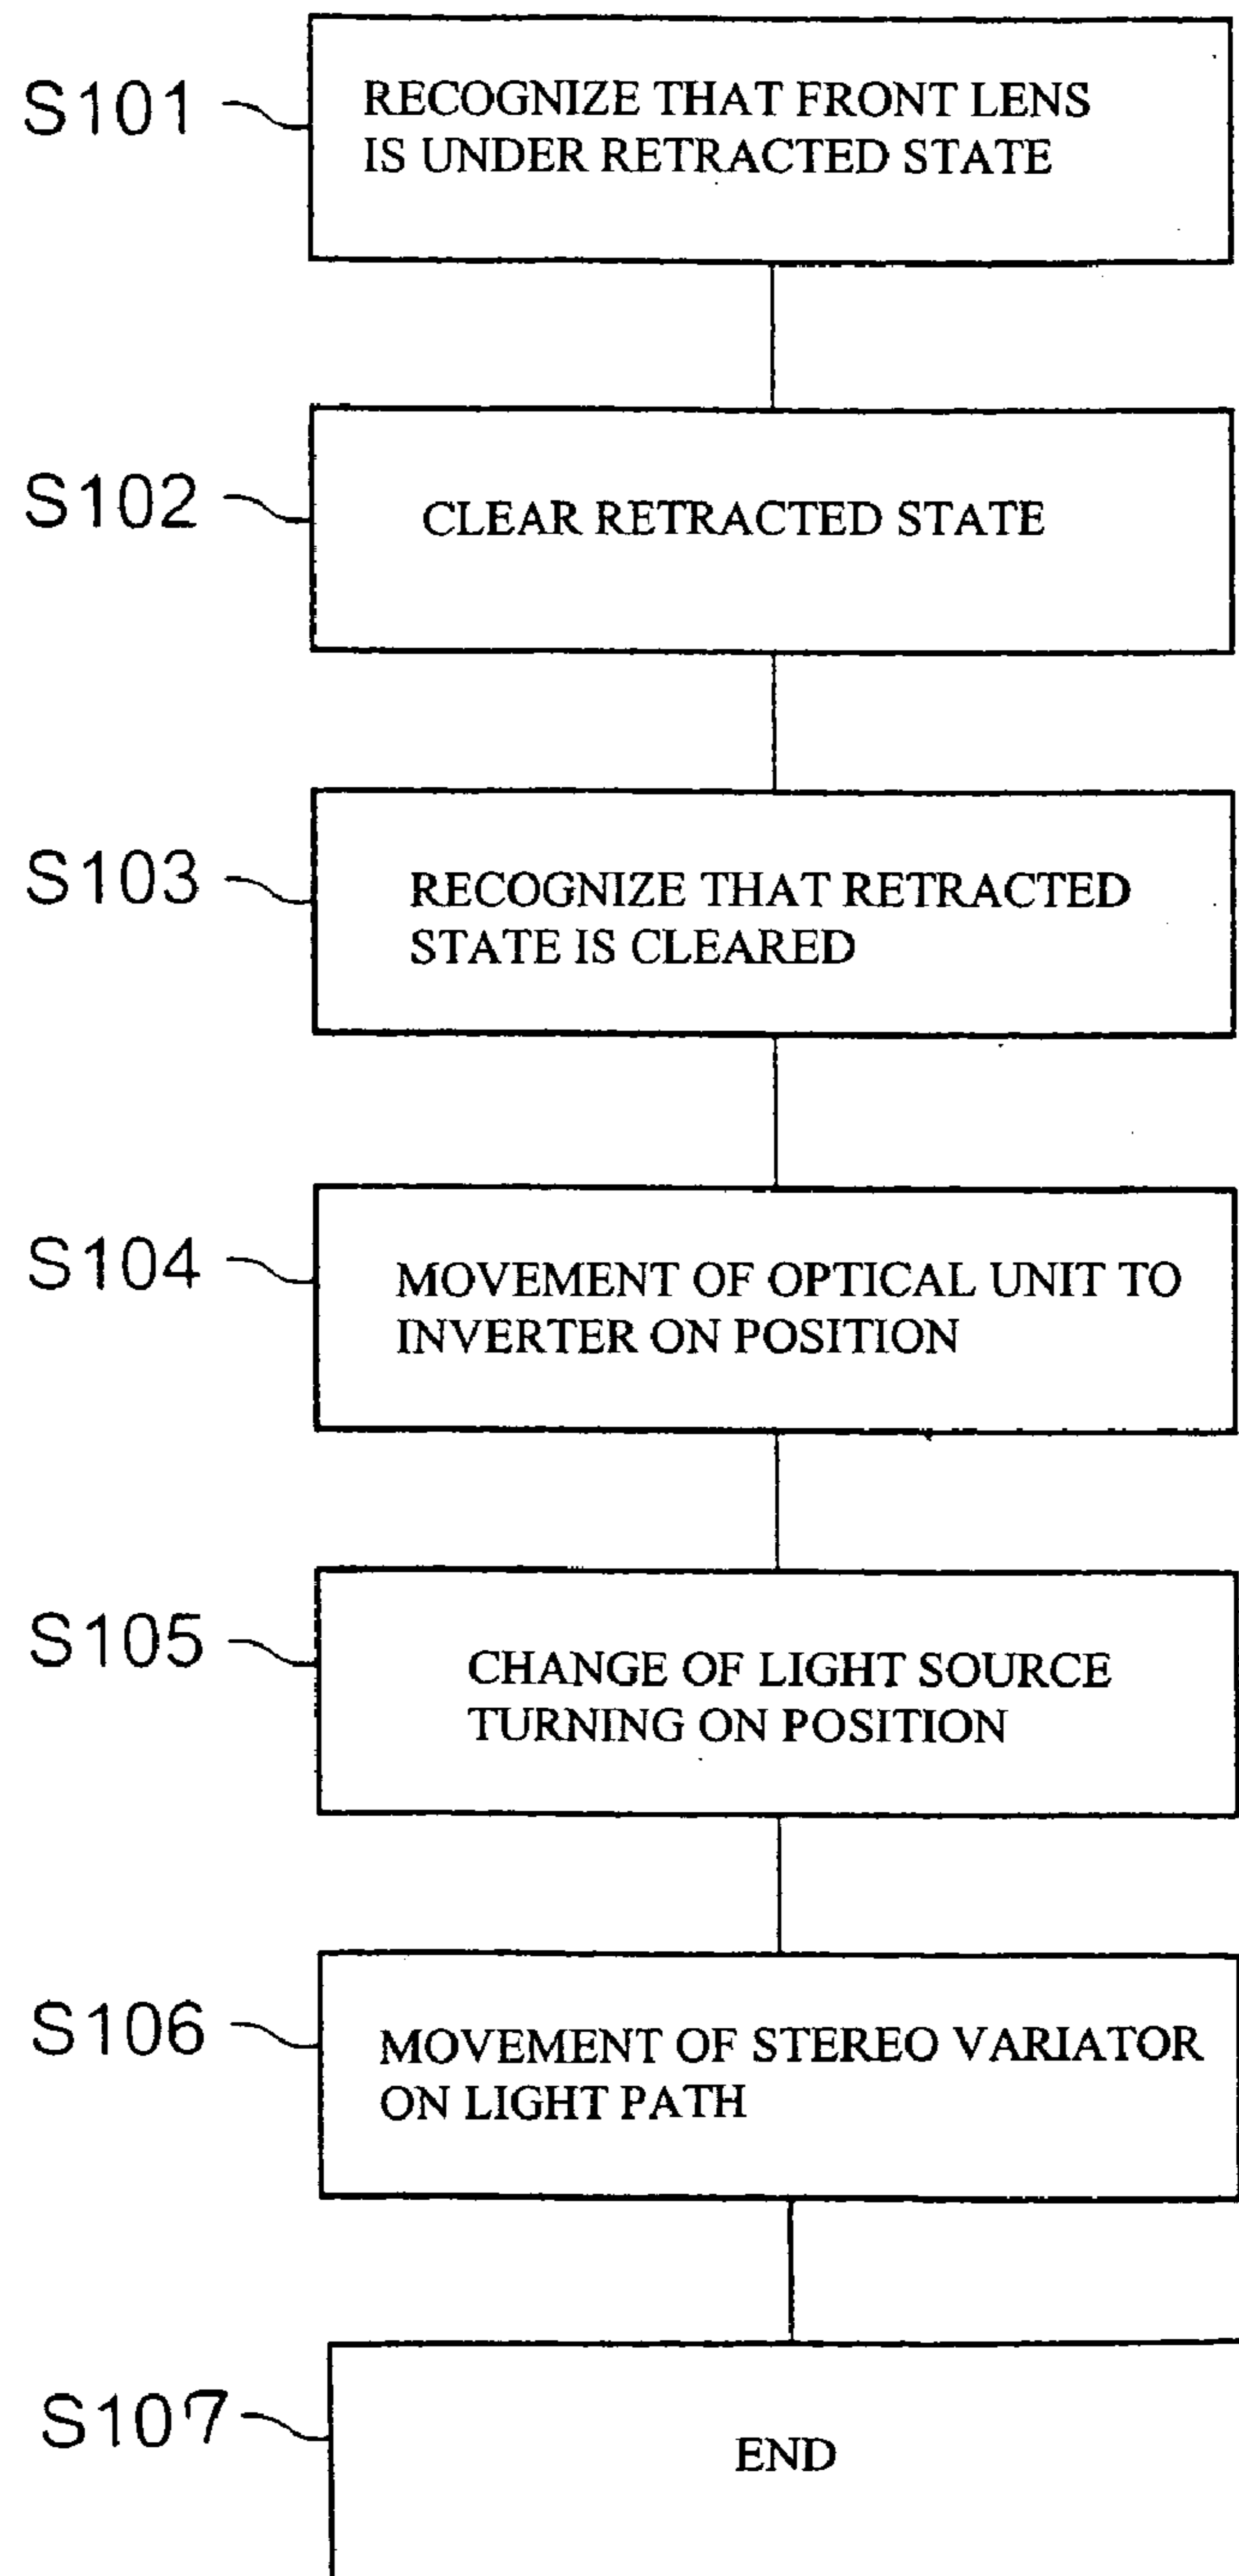 S101
RECOGNIZE THAT FRONT LENS
IS UNDER RETRACTED STATE
S102
CLEAR RETRACTED STATE
S103
RECOGNIZE THAT RETRACTED
STATE IS CLEARED
S104
MOVEMENT OF OPTICAL UNIT TO
INVERTER ON POSITION
S105
CHANGE OF LIGHT SOURCE
TURNING ON POSITION
S106
MOVEMENT OF STEREO VARIATOR
ON LIGHT PATH
S107
END